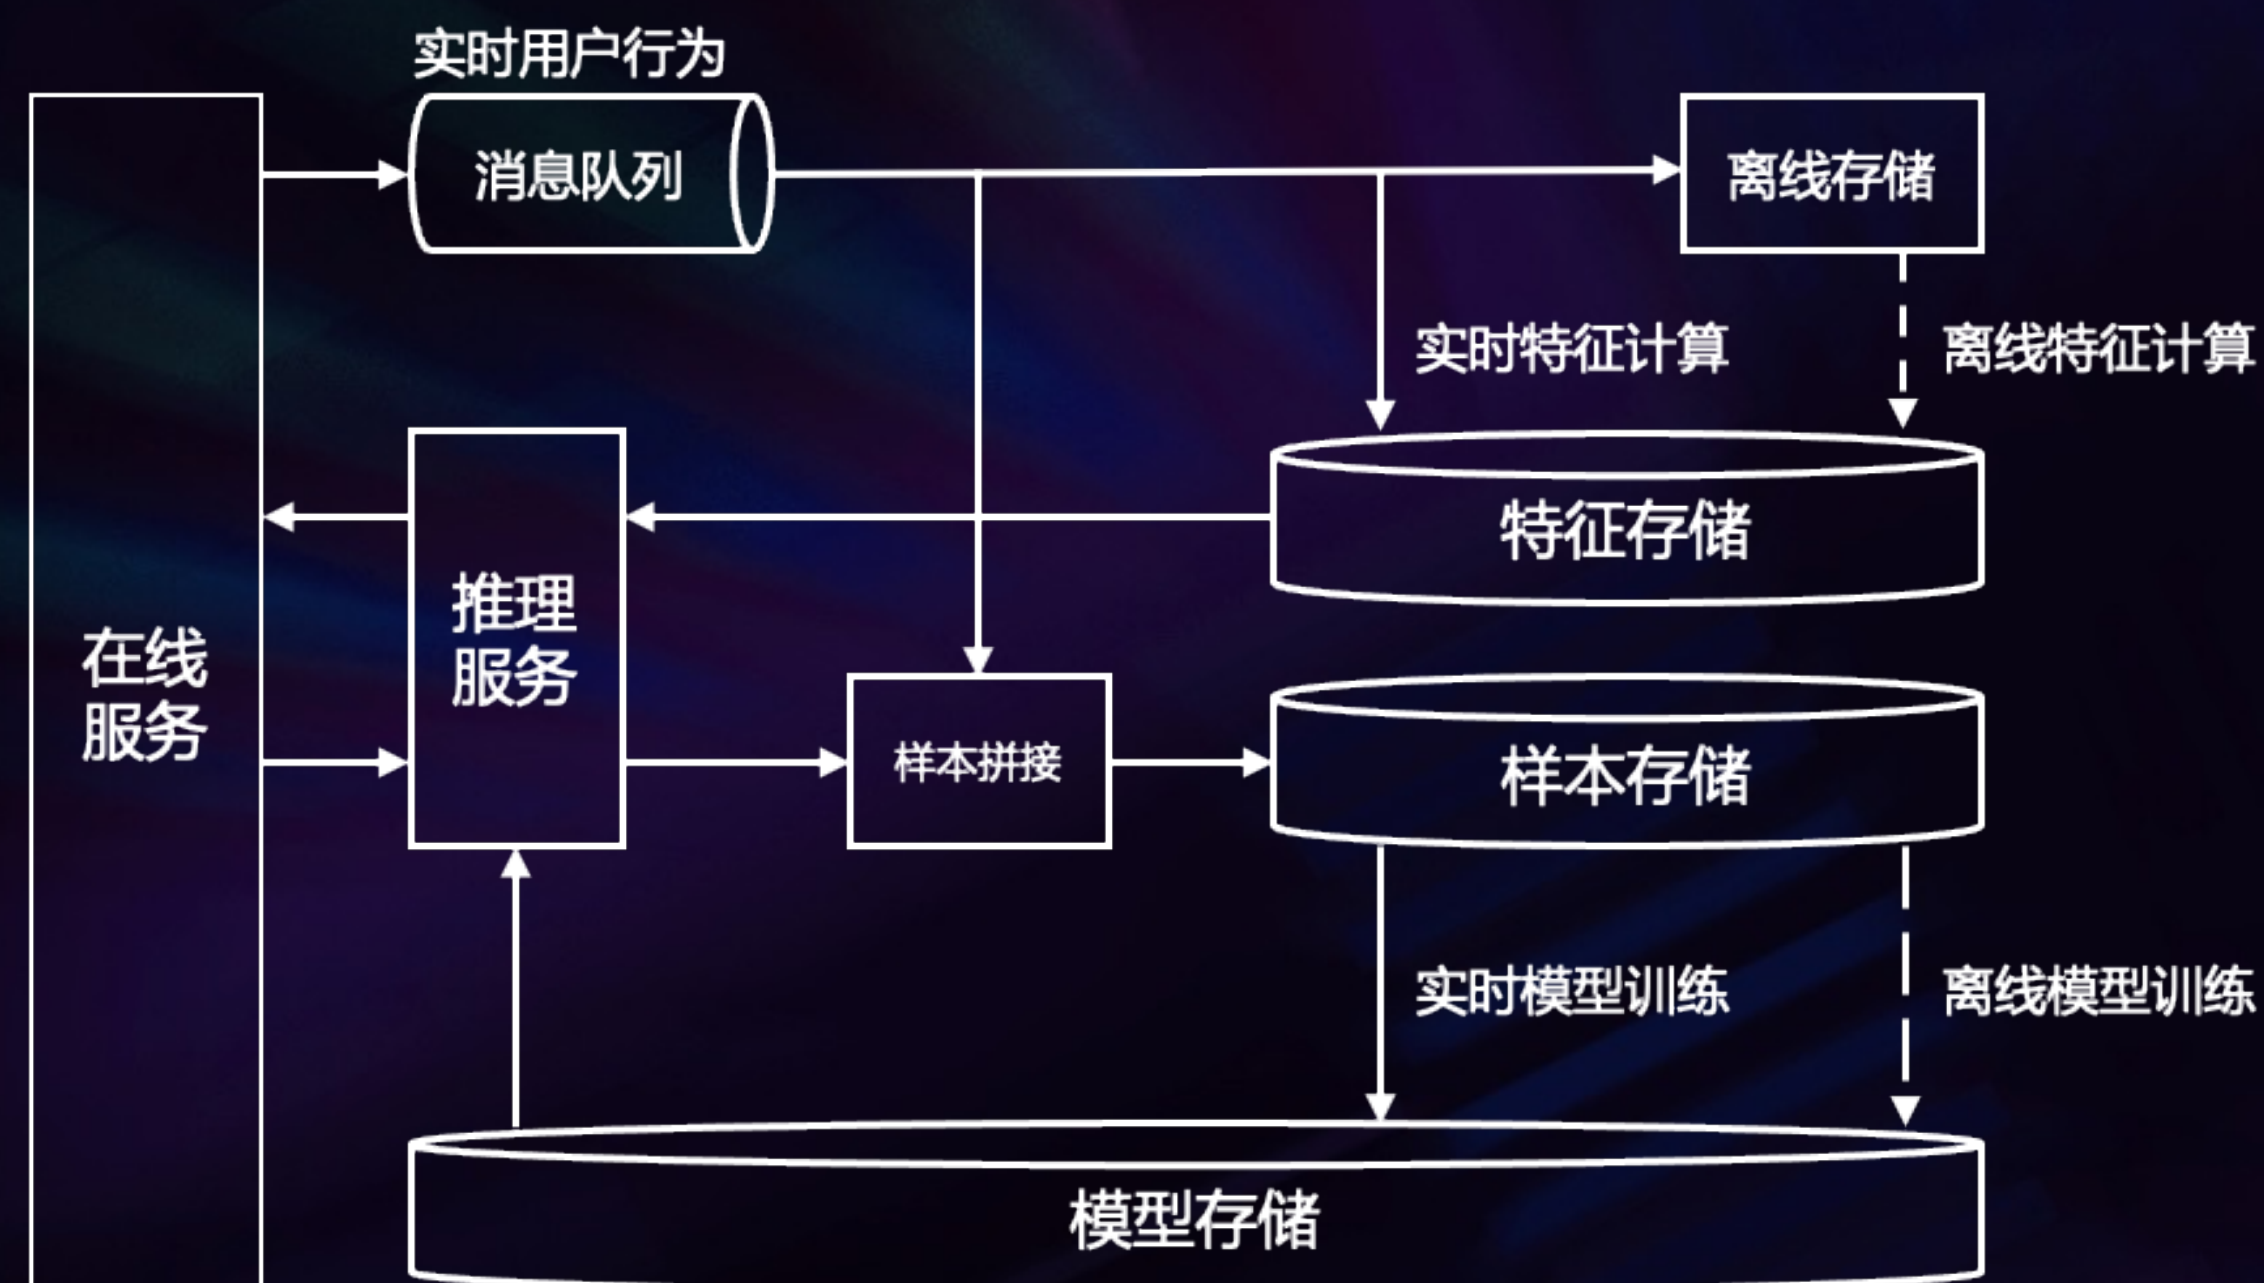 实时用户行为
消息队列
离线存储
实时特征计算
离线特征计算
特征存储
推理
服务
在线
服务
样本拼接
样本存储
实时模型训练
离线模型训练
模型存储